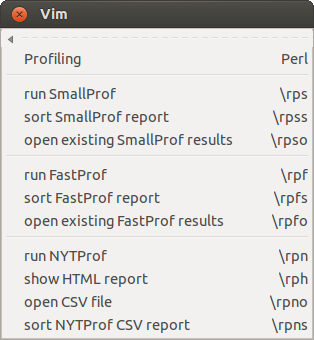 Vim
Profiling Perl
run SmallProf \rps
sort SmallProf report \rpss
open existing SmallProf results \rpso
run FastProf \rpf
sort FastProf report \rpfs
open existing FastProf results \rpfo
run NYTProf \rpn
show HTML report \rph
open CSV file \rpno
sort NYTProf CSV report \rpns